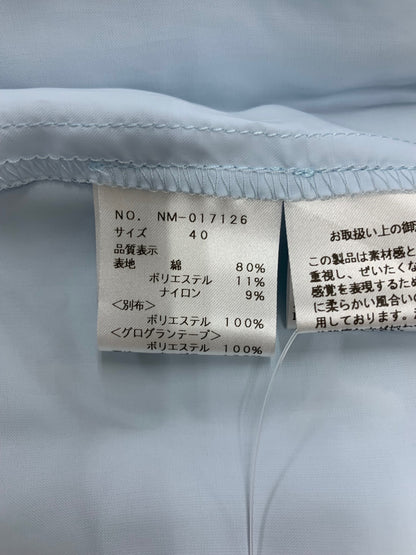 NO. NM-017126
サイズ 40
品質表示
表地 綿 80%
ポリエステル 11%
ナイロン 9%
<別布>
ポリエステル 100%
<グログランテープ>
ポリエステル 100%
お取扱い上の御注
この製品は素材感と
重視し、ぜいたくな
感覚を表現するため
に柔らかい風合いの
用しております。